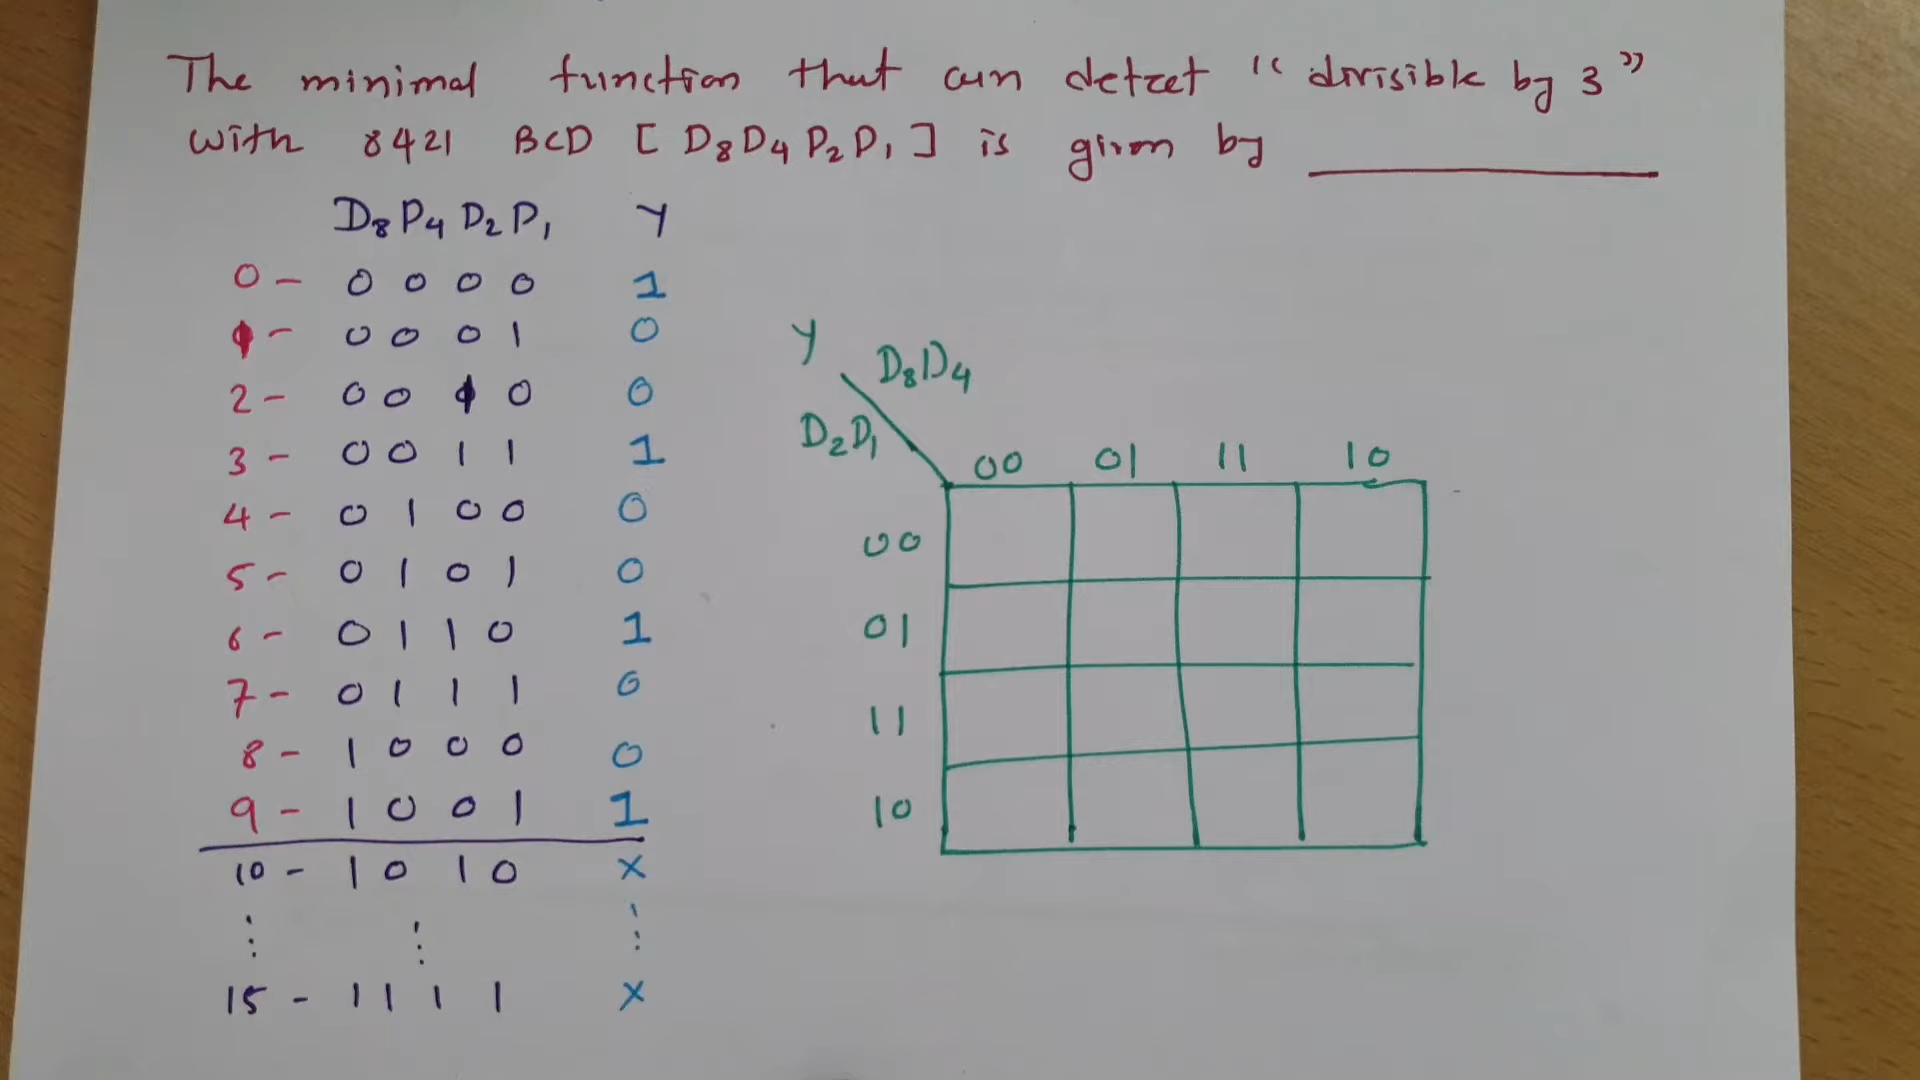 The minimal function that can detect "divisible by 3"
with 8421 BCD [D8D4D2D1] is given by
D8D4D2D1 Y
0 - 0 0 0 0 1
1 - 0 0 0 1 0
2 - 0 0 1 0 0
3 - 0 0 1 1 1
4 - 0 1 0 0 0
5 - 0 1 0 1 0
6 - 0 1 1 0 1
7 - 0 1 1 1 0
8 - 1 0 0 0 0
9 - 1 0 0 1 1
10 - 1 0 1 0 x
⋮ ⋮ ⋮
15 - 1 1 1 1 x
Y D8D4
D2D1
00 01 11 10
00
01
11
10